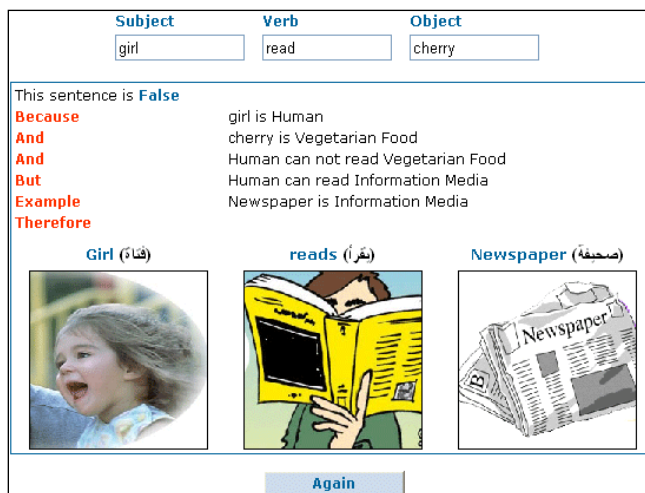 Subject Verb Object
girl read cherry
This sentence is False
Because girl is Human
And cherry is Vegetarian Food
And Human can not read Vegetarian Food
But Human can read Information Media
Example Newspaper is Information Media
Therefore
Girl (فَتَاةٌ) reads (يَقْرَأُ) Newspaper (صحيفةٌ)
Newspaper
B
Again